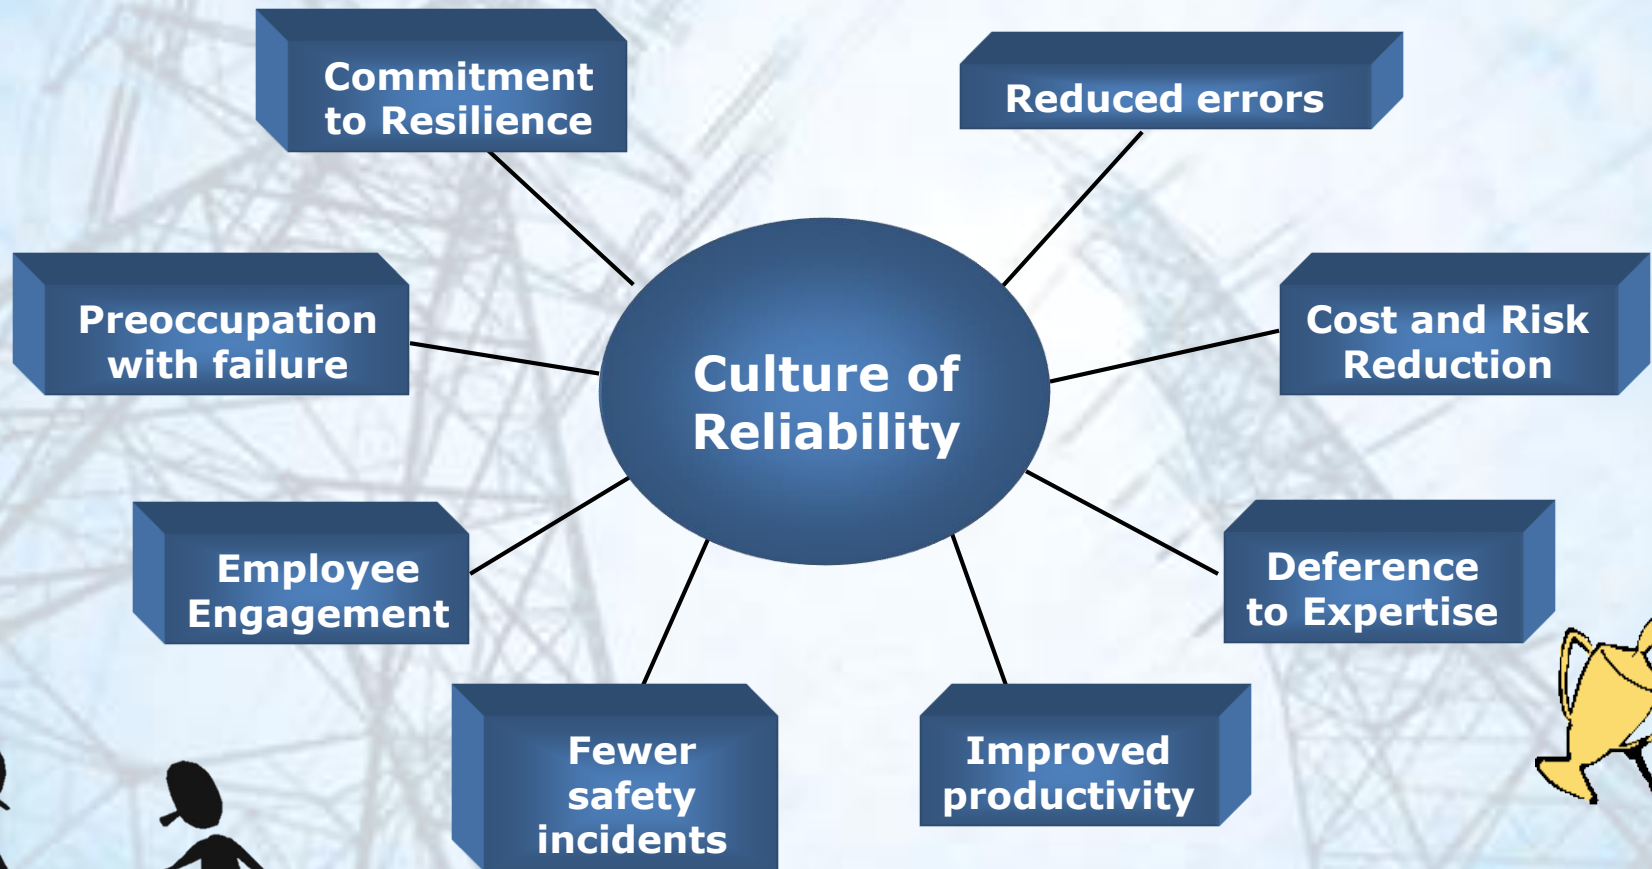 Commitment
to Resilience
Reduced errors
Preoccupation
with failure
Cost and Risk
Reduction
Culture of
Reliability
Employee
Engagement
Deference
to Expertise
Fewer
safety
incidents
Improved
productivity